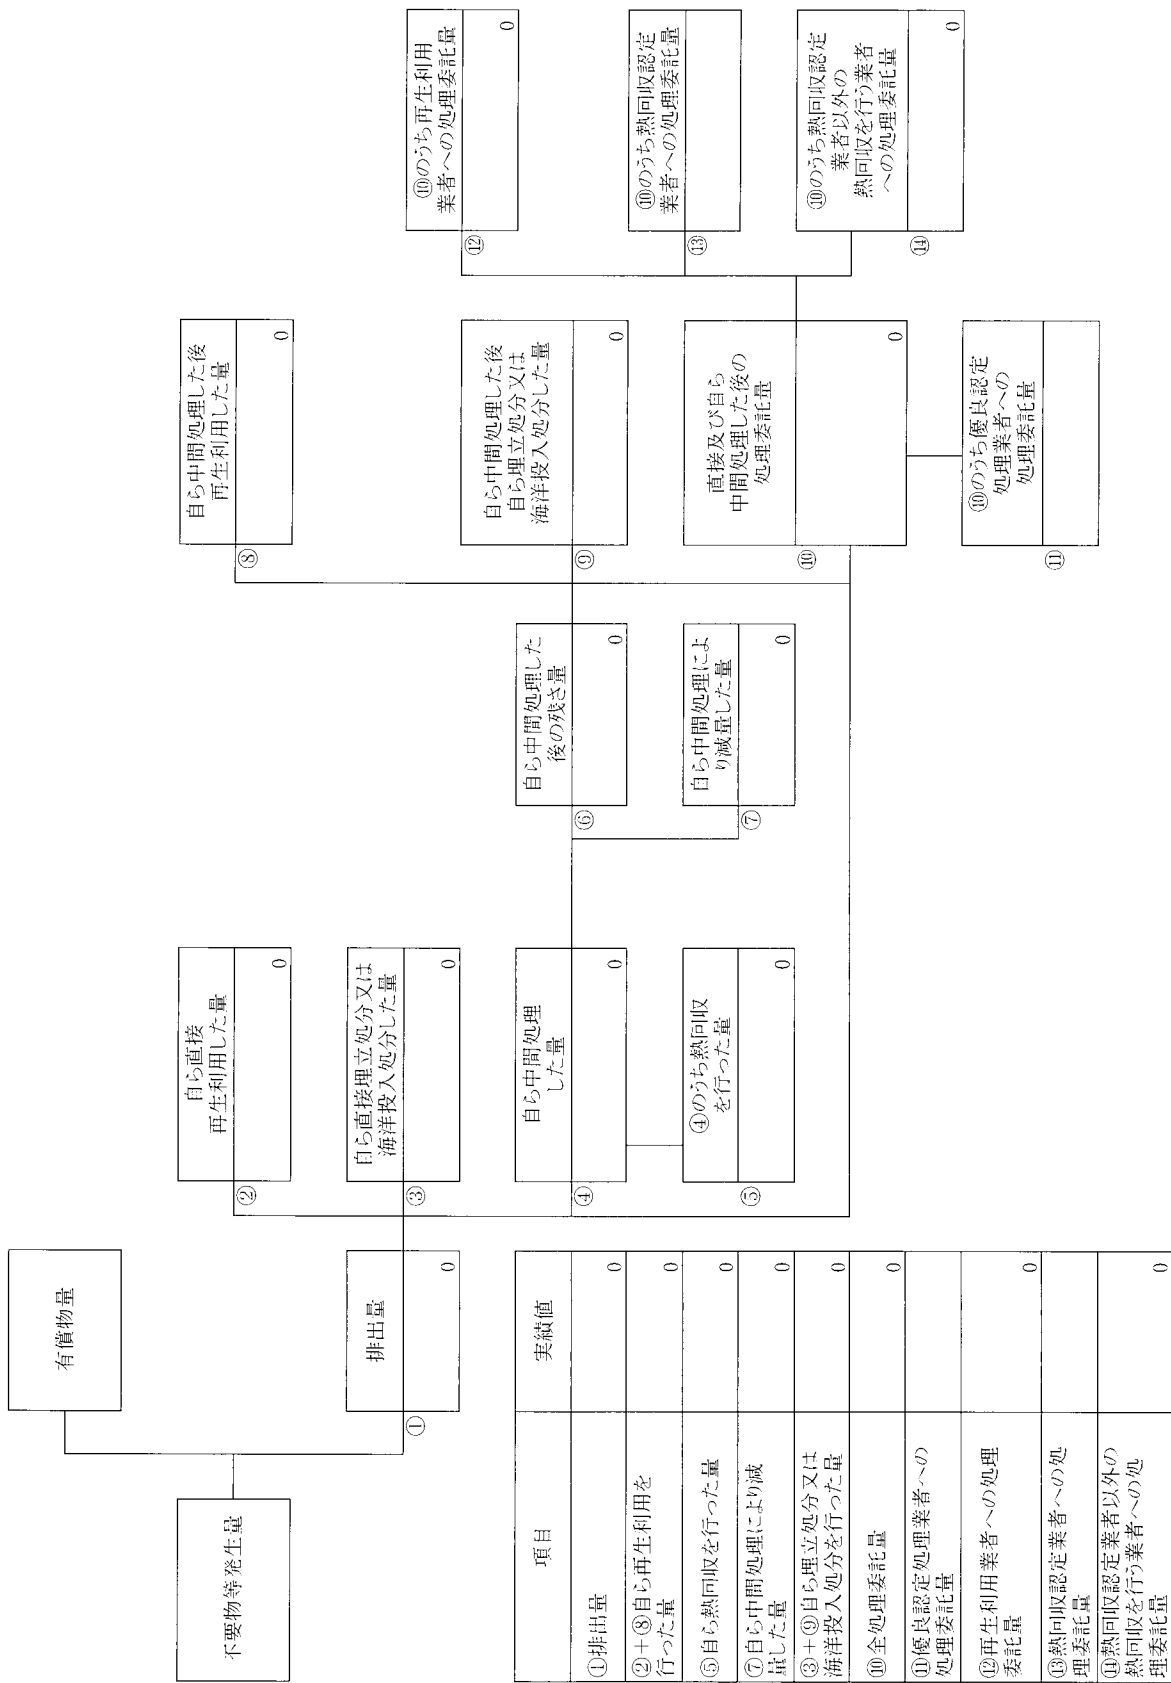 不要物等発生量
有償物量
排出量
①
0
自ら直接
再生利用した量
②
0
自ら直接埋立処分又は
海洋投入処分した量
③
0
自ら中間処理
した量
④
0
④のうち熱回収
を行った量
⑤
0
自ら中間処理した
後の残さ量
⑥
0
自ら中間処理によ
り減量した量
⑦
0
自ら中間処理した後
再生利用した量
⑧
0
自ら中間処理した後
自ら埋立処分又は
海洋投入処分した量
⑨
0
直接及び自ら
中間処理した後の
処理委託量
⑩
0
⑩のうち優良認定
処理業者への
処理委託量
⑪
⑩のうち再生利用
業者への処理委託量
⑫
0
⑩のうち熱回収認定
業者への処理委託量
⑬
⑩のうち熱回収認定
業者以外の
熱回収を行う業者
への処理委託量
⑭
0
項目 実績値
①排出量 0
②+⑧自ら再生利用を
行った量 0
⑤自ら熱回収を行った量 0
⑦自ら中間処理により減
量した量 0
③+⑨自ら埋立処分又は
海洋投入処分を行った量 0
⑩全処理委託量 0
⑪優良認定処理業者への
処理委託量
⑫再生利用業者への処理
委託量 0
⑬熱回収認定業者への処
理委託量
⑭熱回収認定業者以外の
熱回収を行う業者への処
理委託量 0